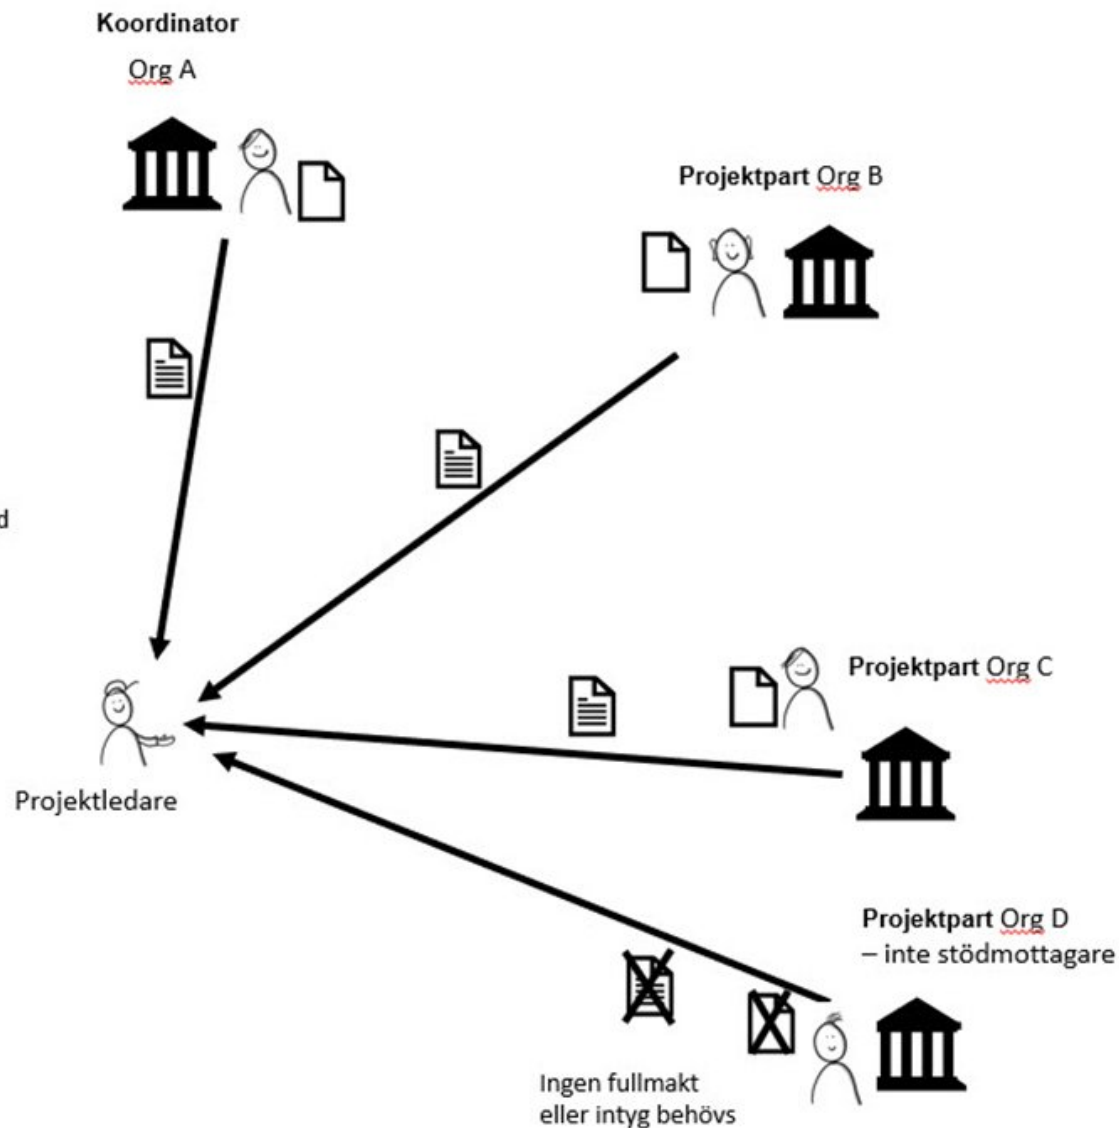 Koordinator
Org A
Projektpart Org B
d
Projektpart Org C
Projektledare
Projektpart Org D
– inte stödmottagare
Ingen fullmakt
eller intyg behövs